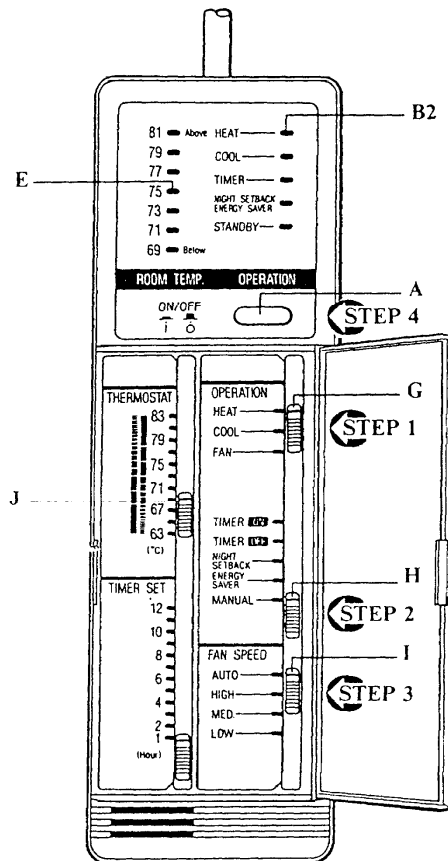 B2
81 Above HEAT
79 COOL
77
E
75 TIMER
73 NIGHT SETBACK
ENERGY SAVER
71 STANDBY
69 Below
ROOM TEMP. OPERATION
A
ON/OFF
STEP 4
G
THERMOSTAT
83
79
75
71
67
63
(°C)
J
OPERATION
HEAT
COOL
FAN
STEP 1
TIMER ON
TIMER OFF
NIGHT
SETBACK
ENERGY
SAVER
MANUAL
H
STEP 2
TIMER SET
12
10
8
6
4
2
1
(Hour)
FAN SPEED
I
AUTO
HIGH
MED.
LOW
STEP 3